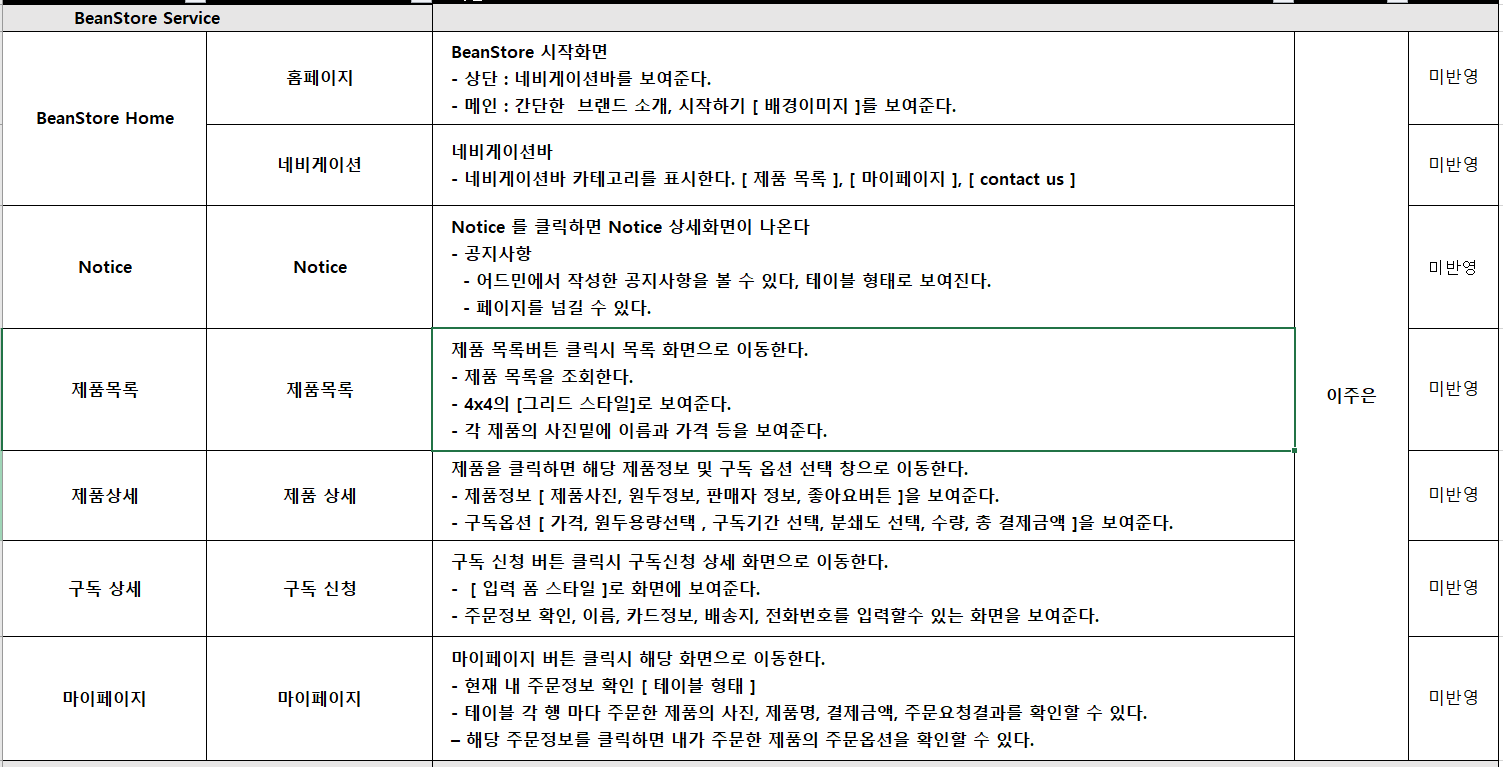 BeanStore Service
BeanStore Home
홈페이지
BeanStore 시작화면
- 상단 : 네비게이션바를 보여준다.
- 메인 : 간단한 브랜드 소개, 시작하기 [ 배경이미지 ]를 보여준다.
미반영
네비게이션
네비게이션바
- 네비게이션바 카테고리를 표시한다. [ 제품 목록 ], [ 마이페이지 ], [ contact us ]
미반영
Notice
Notice
Notice 를 클릭하면 Notice 상세화면이 나온다
- 공지사항
- 어드민에서 작성한 공지사항을 볼 수 있다, 테이블 형태로 보여진다.
- 페이지를 넘길 수 있다.
미반영
제품목록
제품목록
제품 목록버튼 클릭시 목록 화면으로 이동한다.
- 제품 목록을 조회한다.
- 4x4의 [그리드 스타일]로 보여준다.
- 각 제품의 사진밑에 이름과 가격 등을 보여준다.
이주은
미반영
제품상세
제품 상세
제품을 클릭하면 해당 제품정보 및 구독 옵션 선택 창으로 이동한다.
- 제품정보 [ 제품사진, 원두정보, 판매자 정보, 좋아요버튼 ]을 보여준다.
- 구독옵션 [ 가격, 원두용량선택 , 구독기간 선택, 분쇄도 선택, 수량, 총 결제금액 ]을 보여준다.
미반영
구독 상세
구독 신청
구독 신청 버튼 클릭시 구독신청 상세 화면으로 이동한다.
- [ 입력 폼 스타일 ]로 화면에 보여준다.
- 주문정보 확인, 이름, 카드정보, 배송지, 전화번호를 입력할수 있는 화면을 보여준다.
미반영
마이페이지
마이페이지
마이페이지 버튼 클릭시 해당 화면으로 이동한다.
- 현재 내 주문정보 확인 [ 테이블 형태 ]
- 테이블 각 행 마다 주문한 제품의 사진, 제품명, 결제금액, 주문요청결과를 확인할 수 있다.
– 해당 주문정보를 클릭하면 내가 주문한 제품의 주문옵션을 확인할 수 있다.
미반영